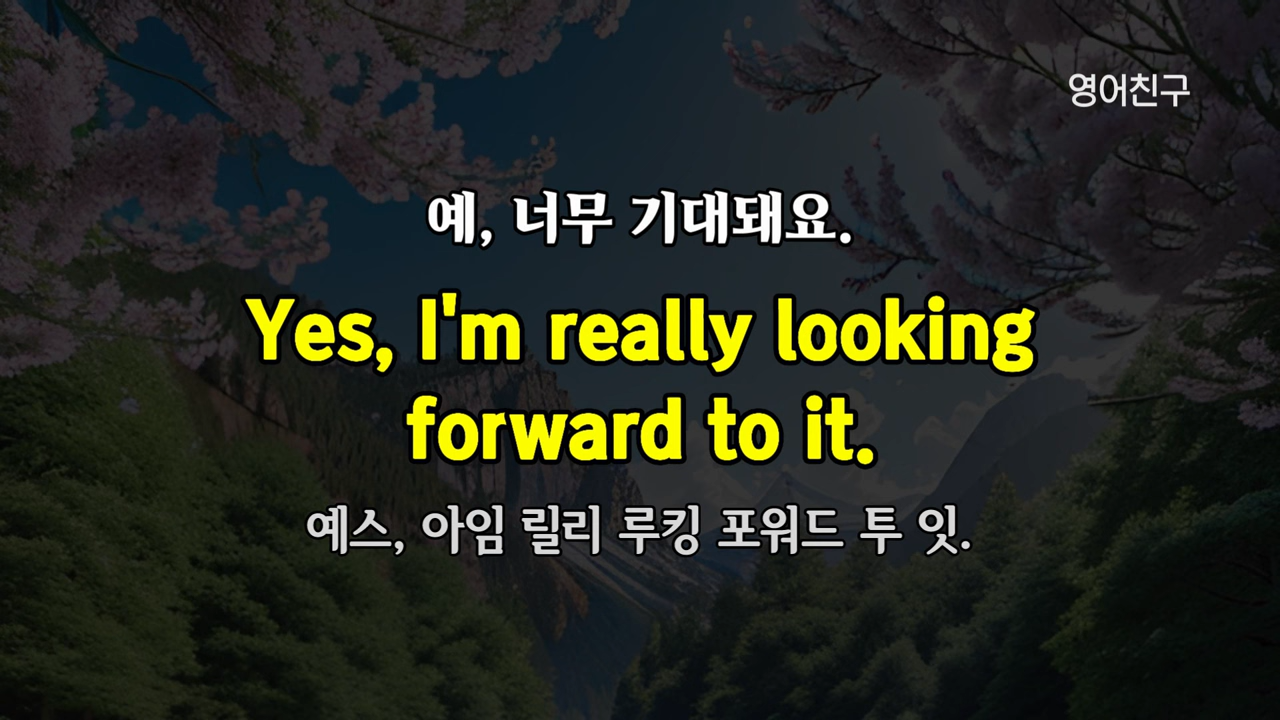 영어친구
예, 너무 기대돼요.
Yes, I'm really looking
forward to it.
예스, 아임 릴리 루킹 포워드 투 잇.